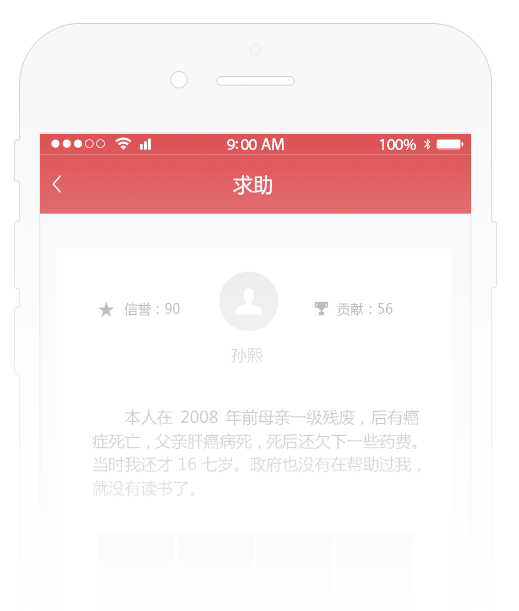 9:00 AM 100%
求助
信誉：90 贡献：56
孙熙
本人在 2008 年前母亲一级残废，后有癌
症死亡，父亲肝癌病死，死后还欠下一些药费。
当时我还才 16 七岁。政府也没有在帮助过我，
就没有读书了。